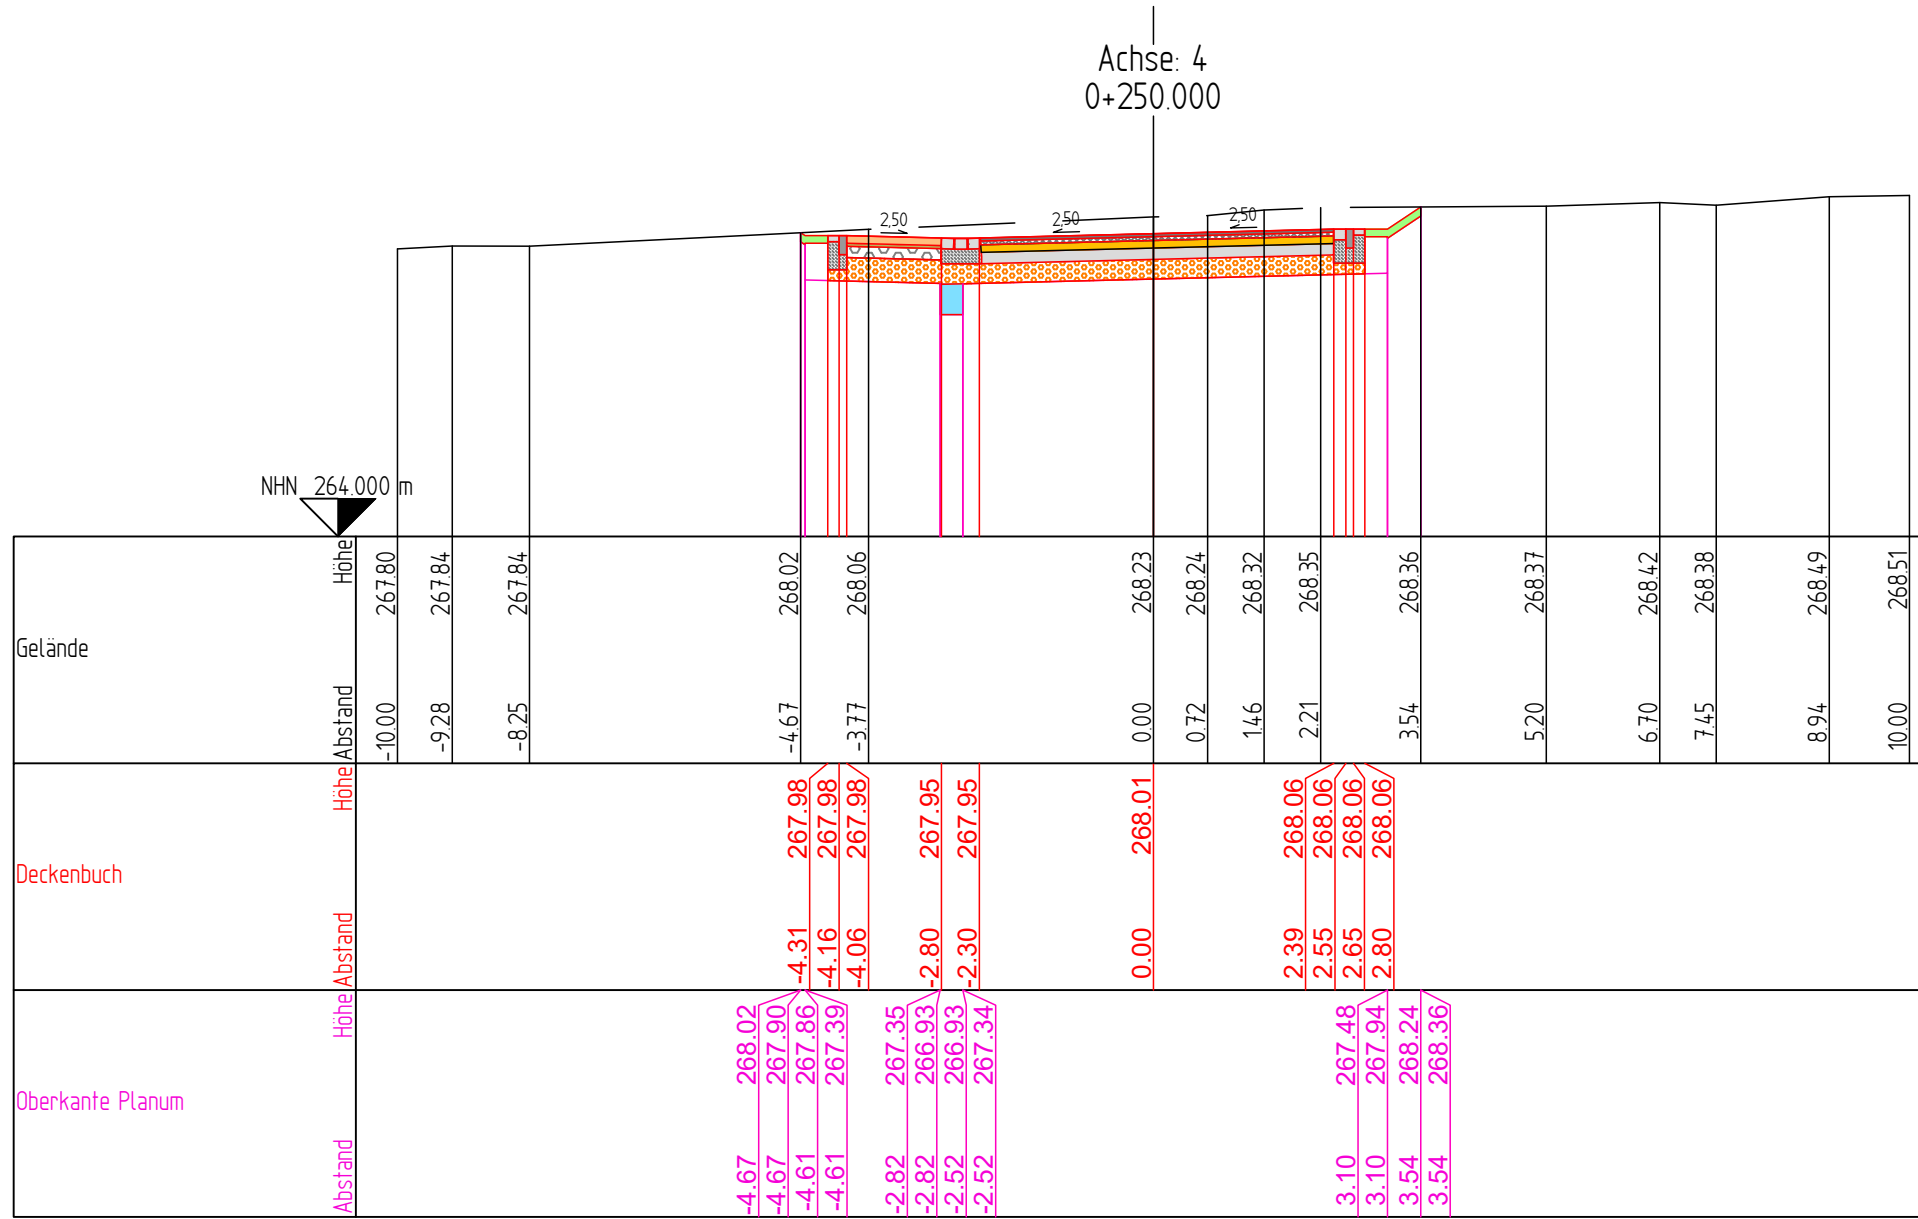 Achse: 4
0+250.000
2,50 2,50 2,50
NHN 264.000 m
Gelände
Höhe 267.80 267.84 267.84 268.02 268.06 268.23 268.24 268.32 268.35 268.36 268.37 268.42 268.38 268.49 268.51
Abstand -10.00 -9.28 -8.25 -4.67 -3.77 0.00 0.72 1.46 2.21 3.54 5.20 6.70 7.45 8.94 10.00
Deckenbuch
Höhe 267.98 267.98 267.98 267.95 267.95 268.01 268.06 268.06 268.06 268.06
Abstand -4.31 -4.16 -4.06 -2.80 -2.30 0.00 2.39 2.55 2.65 2.80
Oberkante Planum
Höhe 268.02 267.90 267.86 267.39 267.35 266.93 266.93 267.34 267.48 267.94 268.24 268.36
Abstand -4.67 -4.67 -4.61 -4.61 -2.82 -2.82 -2.52 -2.52 3.10 3.10 3.54 3.54